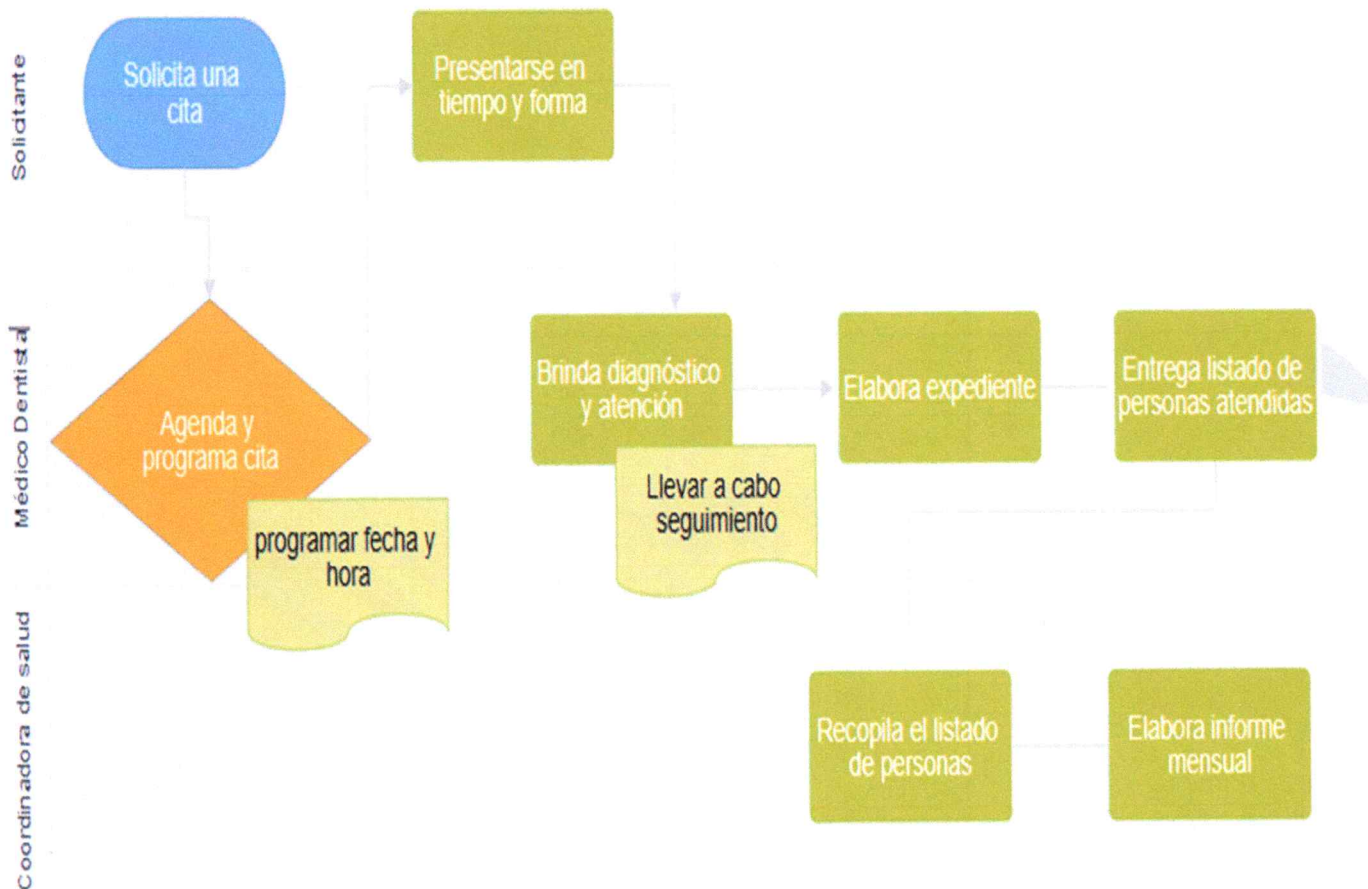 Solicitante
Solicita una
cita
Presentarse en
tiempo y forma
Médico Dentista
Agenda y
programa cita
programar fecha y
hora
Brinda diagnóstico
y atención
Llevar a cabo
seguimiento
Elabora expediente
Entrega listado de
personas atendidas
Coordinadora de salud
Recopila el listado
de personas
Elabora informe
mensual